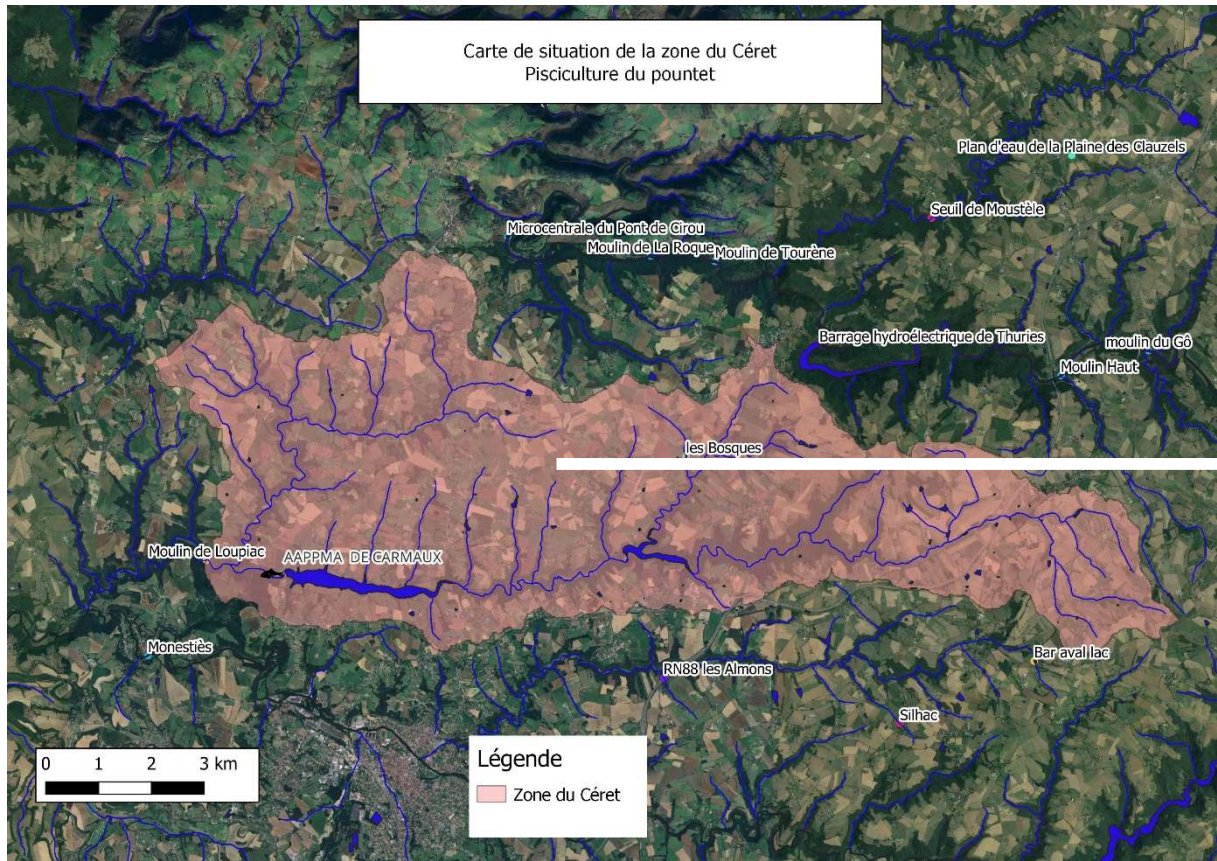 Carte de situation de la zone du Céret
Pisciculture du pountet
Plan d'eau de la Plaine des Clauzels
Seuil de Moustèle
Microcentrale du Pont de Cirou
Moulin de La Roque
Moulin de Tourène
Barrage hydroélectrique de Thuries
moulin du Gô
Moulin Haut
les Bosques
Moulin de Loupiac
AAPPMA DE CARMAUX
Monestiès
RN88 les Almons
Bar aval lac
Silhac
0 1 2 3 km
Légende
Zone du Céret